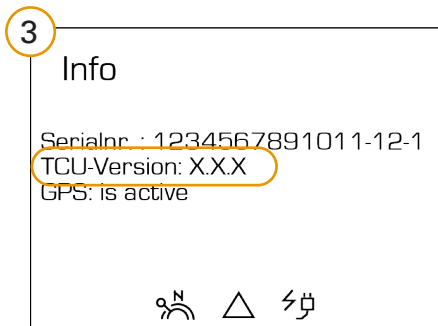 3
Info
Serialnr. : 1234567891011-12-1
TCU-Version: X.X.X
GPS: is active
N